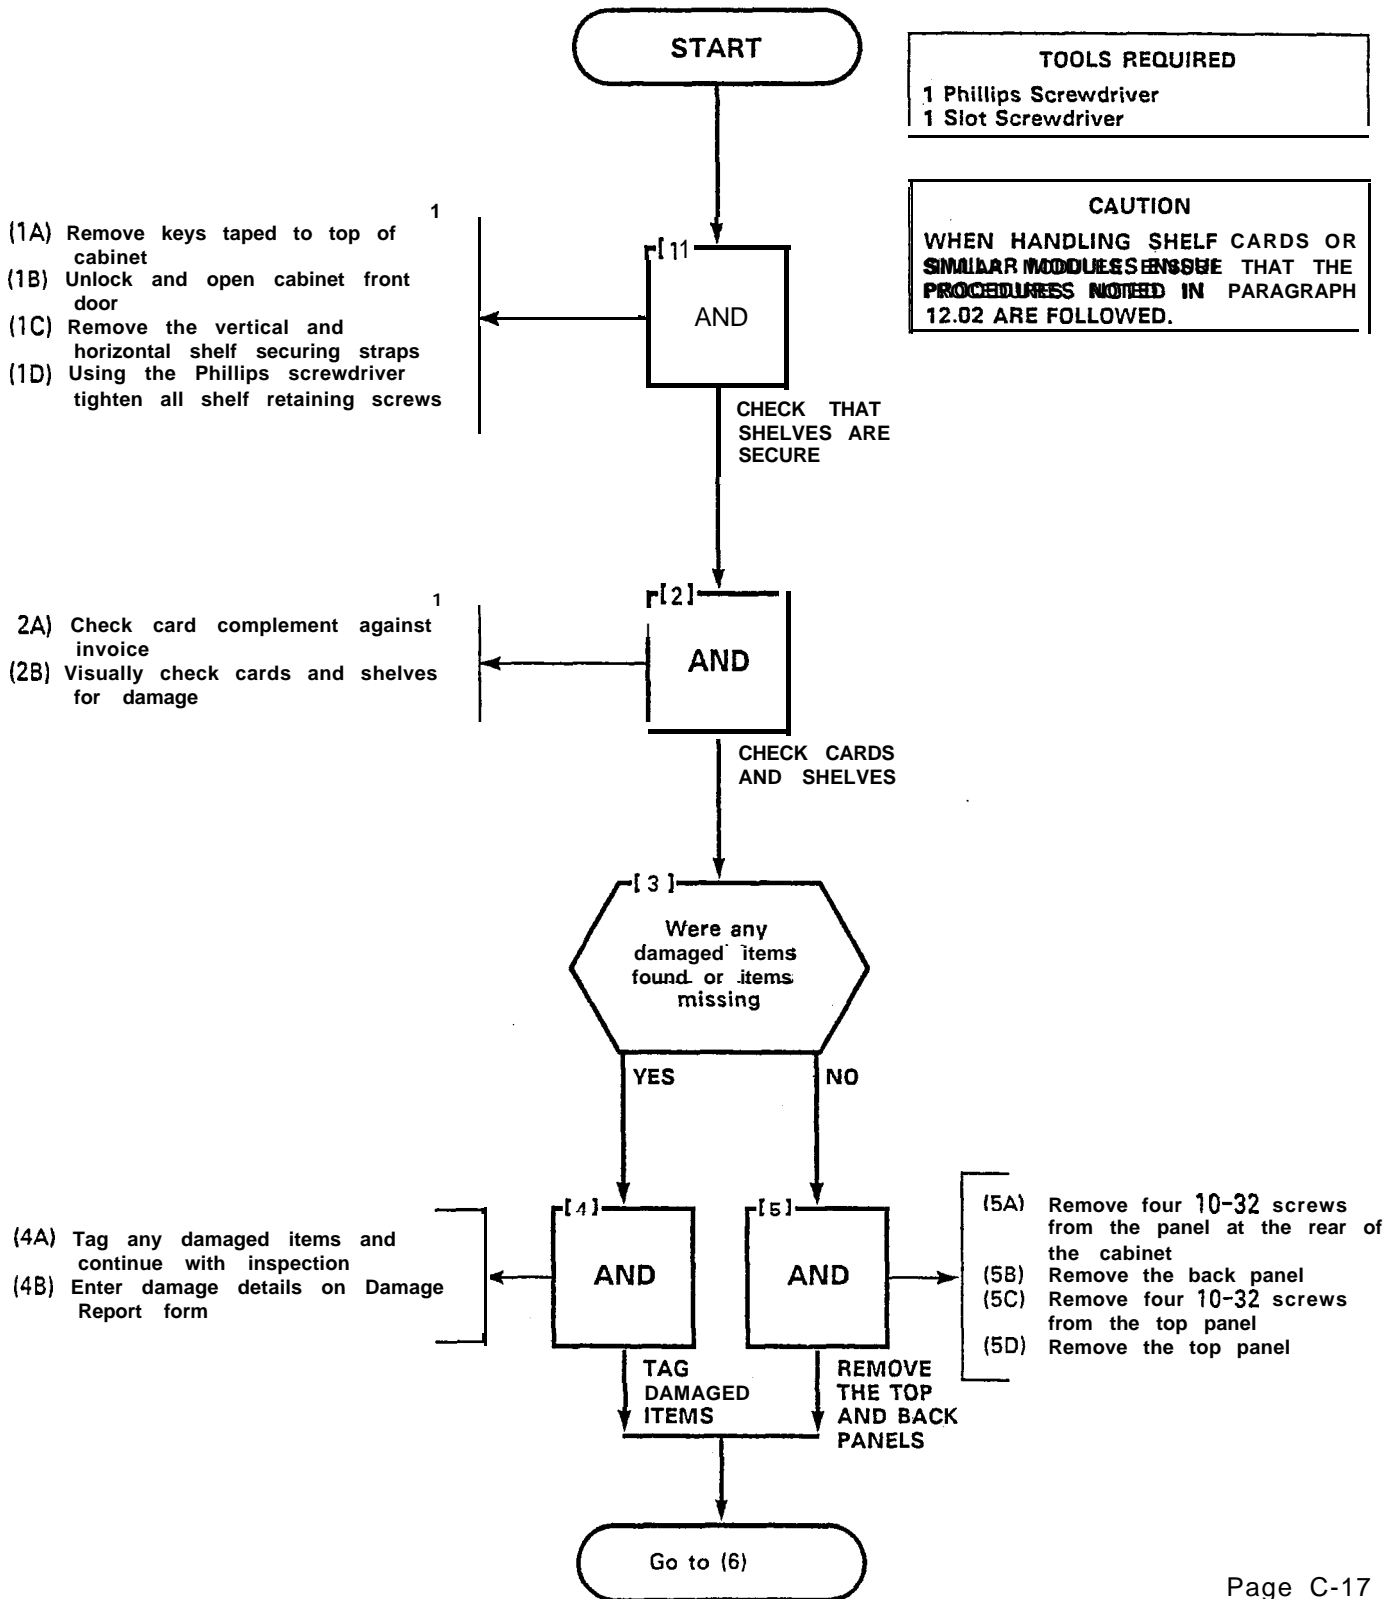 START
TOOLS REQUIRED
1 Phillips Screwdriver
1 Slot Screwdriver
CAUTION
WHEN HANDLING SHELF CARDS OR
SIMILAR MODULES ENSURE THAT THE
PROCEDURES NOTED IN PARAGRAPH
12.02 ARE FOLLOWED.
1
(1A) Remove keys taped to top of
cabinet
(1B) Unlock and open cabinet front
door
(1C) Remove the vertical and
horizontal shelf securing straps
(1D) Using the Phillips screwdriver
tighten all shelf retaining screws
[11
AND
CHECK THAT
SHELVES ARE
SECURE
1
2A) Check card complement against
invoice
(2B) Visually check cards and shelves
for damage
[2]
AND
CHECK CARDS
AND SHELVES
[3]
Were any
damaged items
found or items
missing
YES
NO
(4A) Tag any damaged items and
continue with inspection
(4B) Enter damage details on Damage
Report form
[4]
AND
TAG
DAMAGED
ITEMS
[5]
AND
REMOVE
THE TOP
AND BACK
PANELS
(5A) Remove four 10-32 screws
from the panel at the rear of
the cabinet
(5B) Remove the back panel
(5C) Remove four 10-32 screws
from the top panel
(5D) Remove the top panel
Go to (6)
Page C-17